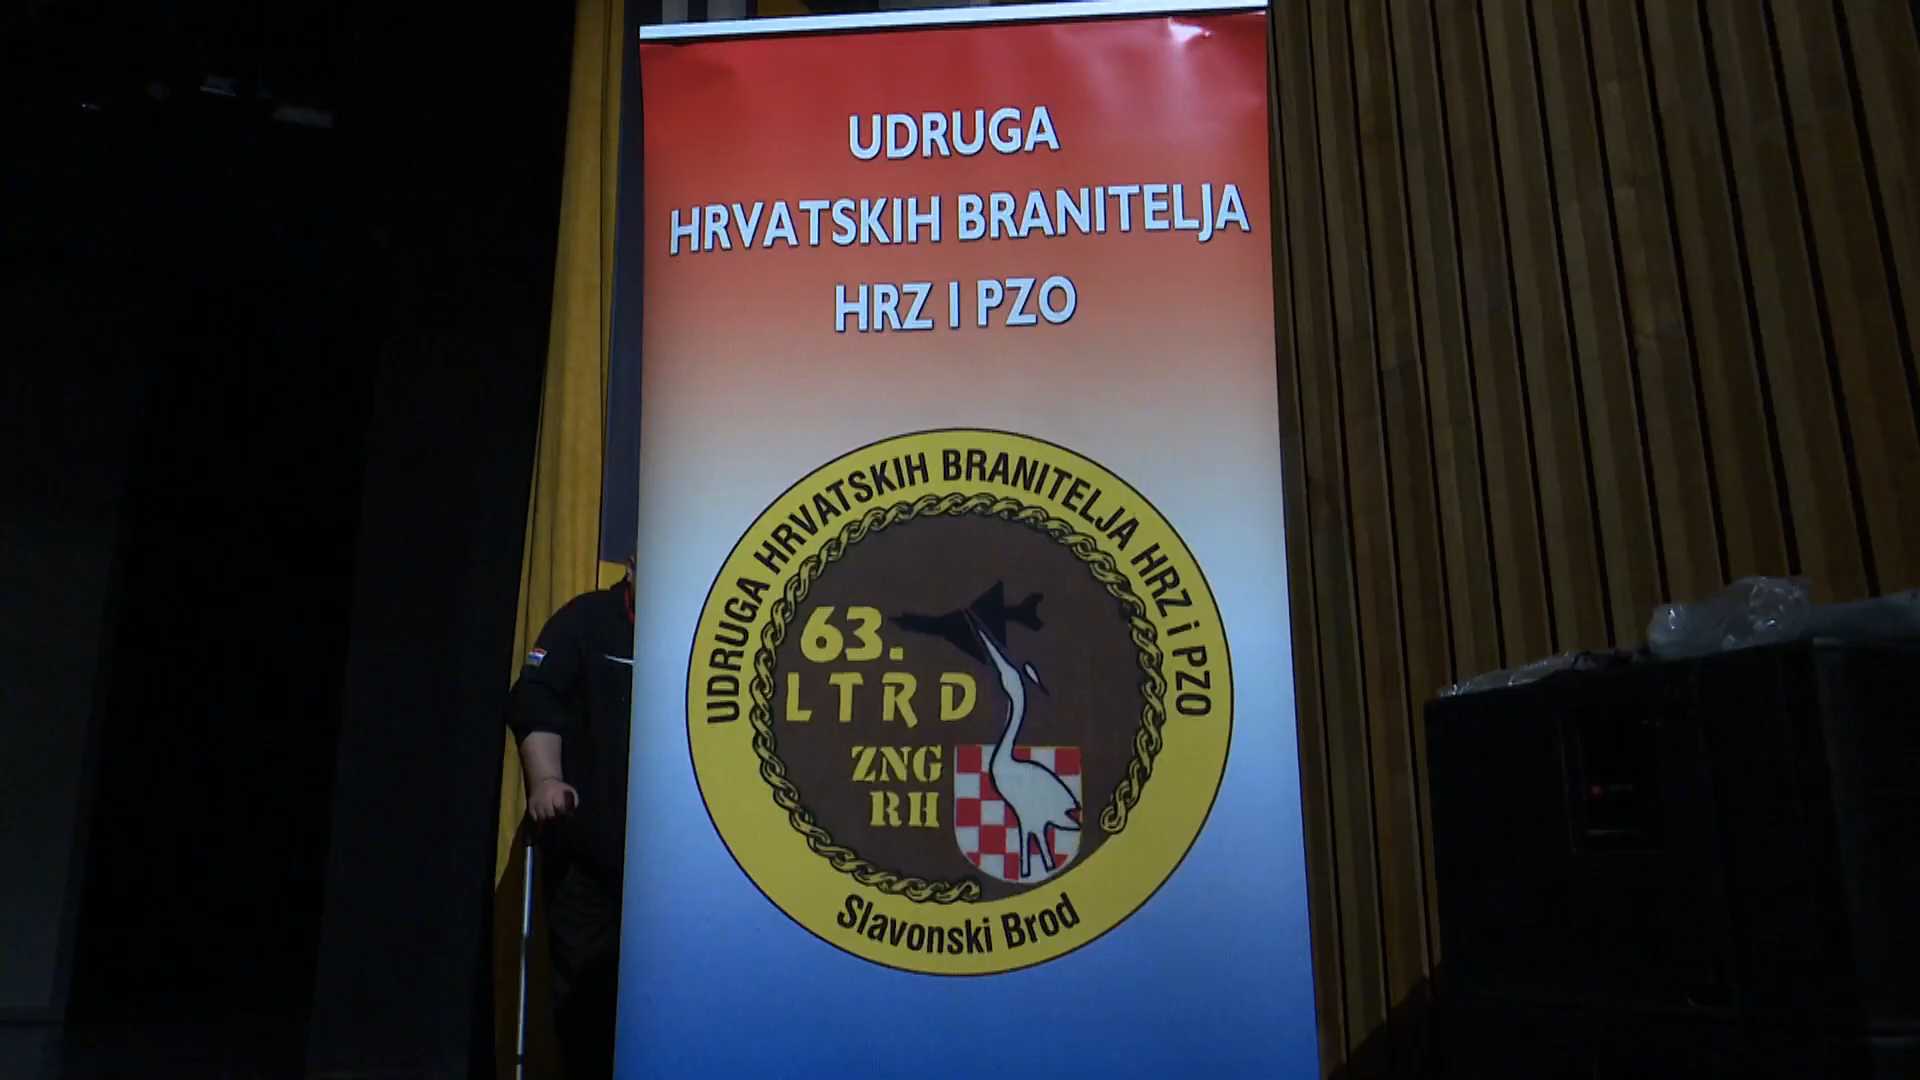 UDRUGA
HRVATSKIH BRANITELJA
HRZ I PZO
UDRUGA HRVATSKIH BRANITELJA HRZ i PZO
63.
LTRD
ZNG
RH
Slavonski Brod